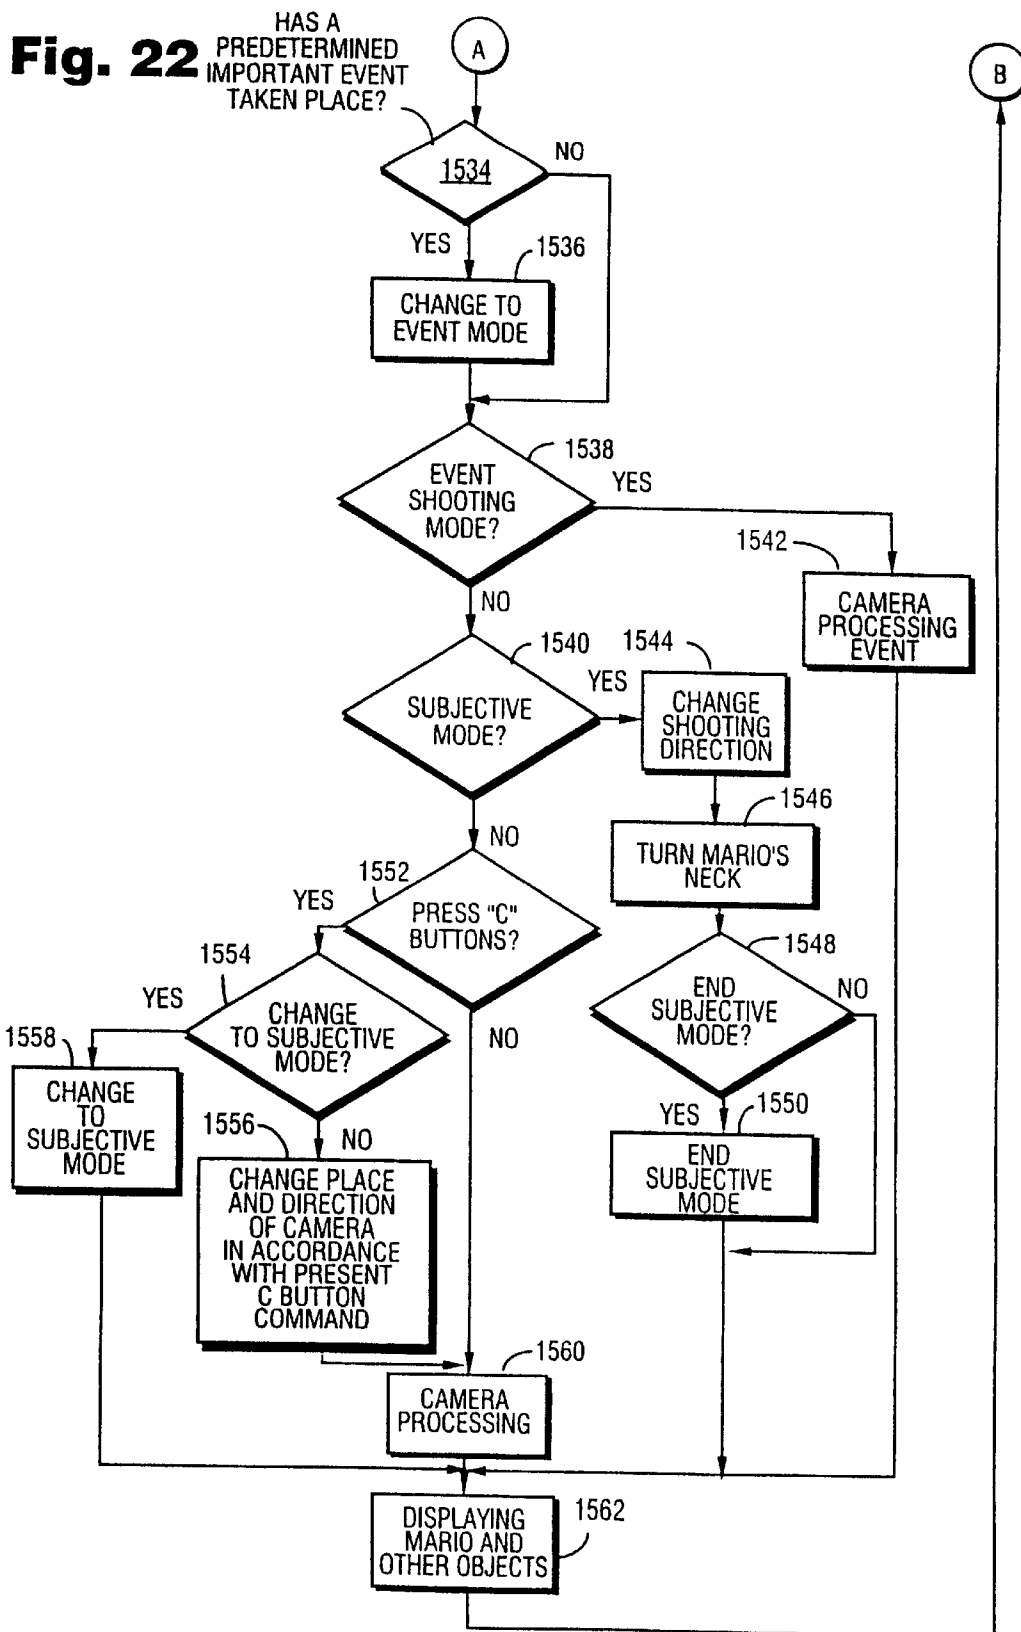 Fig. 22
HAS A
PREDETERMINED
IMPORTANT EVENT
TAKEN PLACE?
A
B
1534
NO
YES
1536
CHANGE TO
EVENT MODE
1538
EVENT
SHOOTING
MODE?
YES
NO
1542
CAMERA
PROCESSING
EVENT
1540
SUBJECTIVE
MODE?
YES
NO
1544
CHANGE
SHOOTING
DIRECTION
1546
TURN MARIO'S
NECK
1548
END
SUBJECTIVE
MODE?
NO
YES
1550
END
SUBJECTIVE
MODE
1552
PRESS "C"
BUTTONS?
YES
NO
1554
CHANGE
TO SUBJECTIVE
MODE?
YES
NO
1558
CHANGE
TO
SUBJECTIVE
MODE
1556
CHANGE PLACE
AND DIRECTION
OF CAMERA
IN ACCORDANCE
WITH PRESENT
C BUTTON
COMMAND
1560
CAMERA
PROCESSING
1562
DISPLAYING
MARIO AND
OTHER OBJECTS